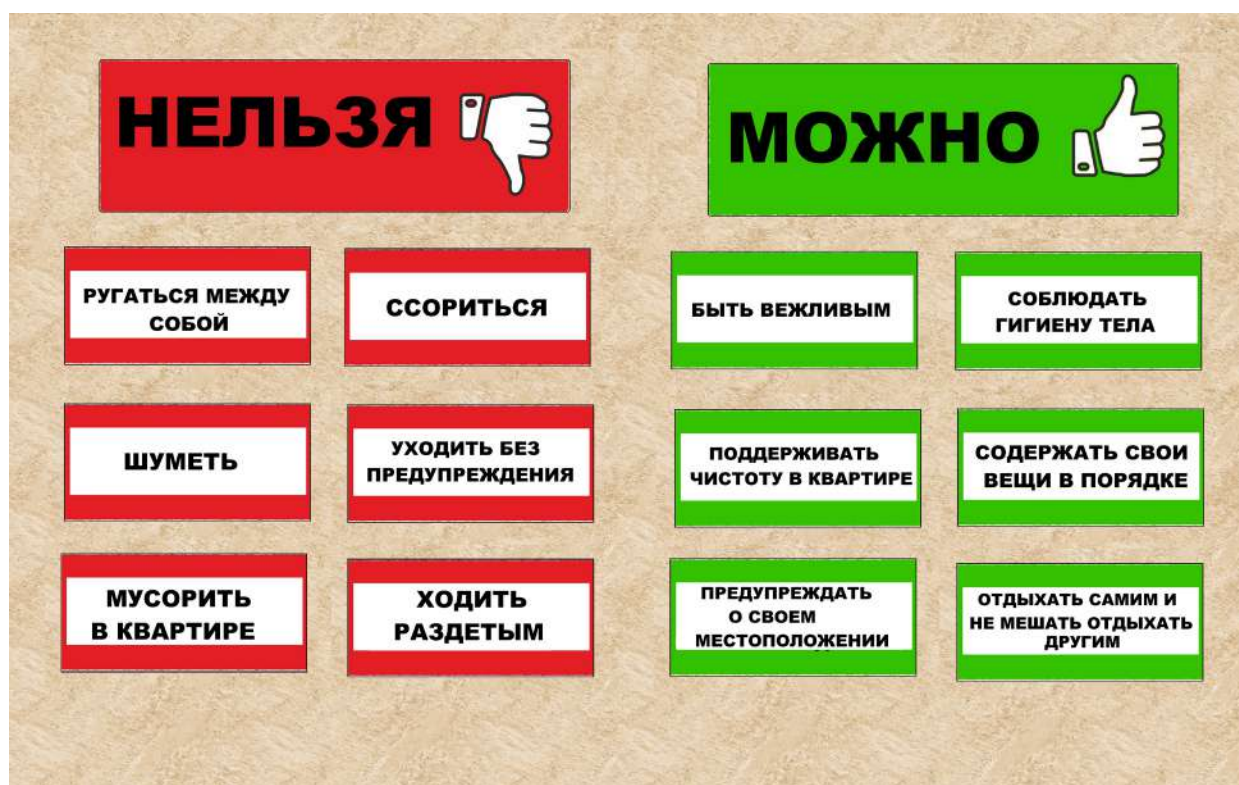 НЕЛЬЗЯ
РУГАТЬСЯ МЕЖДУ
СОБОЙ
ССОРИТЬСЯ
ШУМЕТЬ
УХОДИТЬ БЕЗ
ПРЕДУПРЕЖДЕНИЯ
МУСОРИТЬ
В КВАРТИРЕ
ХОДИТЬ
РАЗДЕТЫМ
МОЖНО
БЫТЬ ВЕЖЛИВЫМ
СОБЛЮДАТЬ
ГИГИЕНУ ТЕЛА
ПОДДЕРЖИВАТЬ
ЧИСТОТУ В КВАРТИРЕ
СОДЕРЖАТЬ СВОИ
ВЕЩИ В ПОРЯДКЕ
ПРЕДУПРЕЖДАТЬ
О СВОЕМ
МЕСТОПОЛОЖЕНИИ
ОТДЫХАТЬ САМИМ И
НЕ МЕШАТЬ ОТДЫХАТЬ
ДРУГИМ